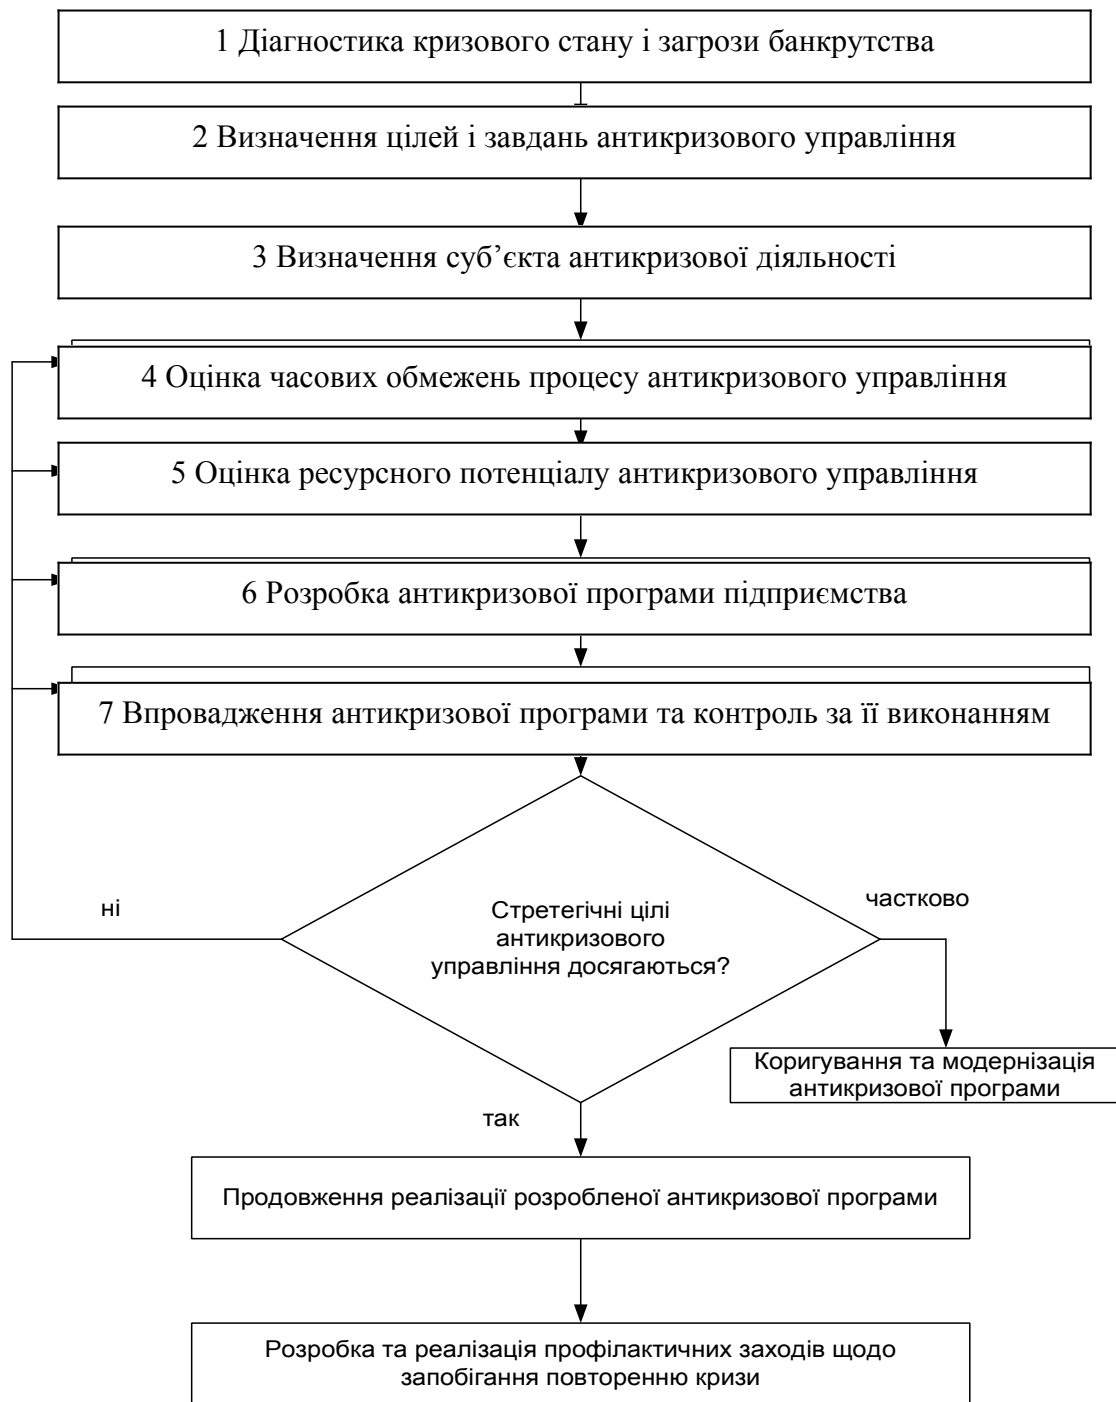 1 Діагностика кризового стану і загрози банкрутства
2 Визначення цілей і завдань антикризового управління
3 Визначення суб’єкта антикризової діяльності
4 Оцінка часових обмежень процесу антикризового управління
5 Оцінка ресурсного потенціалу антикризового управління
6 Розробка антикризової програми підприємства
7 Впровадження антикризової програми та контроль за її виконанням
ні
частково
Стретегічні цілі
антикризового
управління досягаються?
Коригування та модернізація
антикризової програми
так
Продовження реалізації розробленої антикризової програми
Розробка та реалізація профілактичних заходів щодо
запобігання повторенню кризи